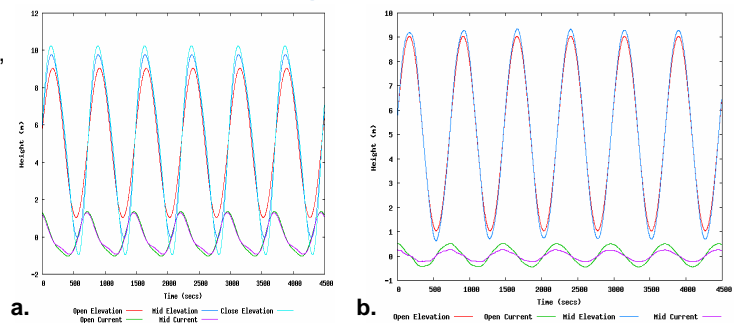 12
10
8
6
4
2
0
-2
Height (m)
0 500 1000 1500 2000 2500 3000 3500 4000 4500
Time (secs)
Open Elevation Mid Elevation Close Elevation
Open Current Mid Current
a.
10
9
8
7
6
5
4
3
2
1
0
-1
Height (m)
0 500 1000 1500 2000 2500 3000 3500 4000 4500
Time (secs)
Open Elevation Open Current Mid Elevation Mid Current
b.